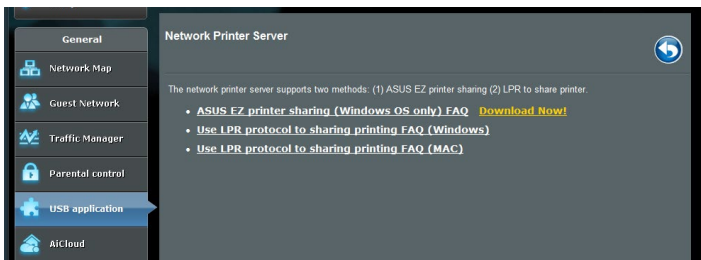 General
Network Map
Guest Network
Traffic Manager
Parental control
USB application
AiCloud
Network Printer Server
The network printer server supports two methods: (1) ASUS EZ printer sharing (2) LPR to share printer.
ASUS EZ printer sharing (Windows OS only) FAQ Download Now!
Use LPR protocol to sharing printing FAQ (Windows)
Use LPR protocol to sharing printing FAQ (MAC)